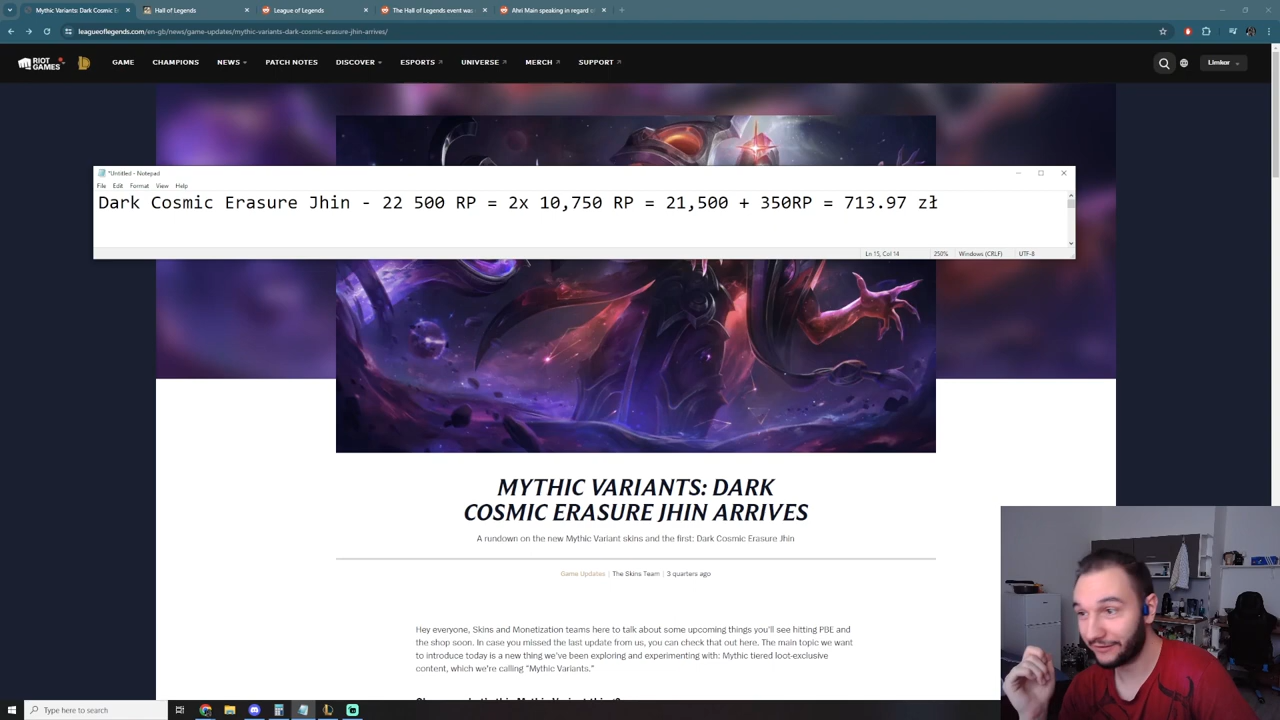 Mythic Variants: Dark Cosmic E
Hall of Legends
League of Legends
The Hall of Legends event was
Ahri Main speaking in regard o
leagueoflegends.com/en-gb/news/game-updates/mythic-variants-dark-cosmic-erasure-jhin-arrives/
RIOT GAMES
GAME CHAMPIONS NEWS PATCH NOTES DISCOVER ESPORTS UNIVERSE MERCH SUPPORT
Limkor
*Untitled - Notepad
File Edit Format View Help
Dark Cosmic Erasure Jhin - 22 500 RP = 2x 10,750 RP = 21,500 + 350RP = 713.97 zł
Ln 15, Col 14 250% Windows (CRLF) UTF-8
MYTHIC VARIANTS: DARK
COSMIC ERASURE JHIN ARRIVES
A rundown on the new Mythic Variant skins and the first: Dark Cosmic Erasure Jhin
Game Updates | The Skins Team | 3 quarters ago
Hey everyone, Skins and Monetization teams here to talk about some upcoming things you'll see hitting PBE and
the shop soon. In case you missed the last update from us, you can check that out here. The main topic we want
to introduce today is a new thing we've been exploring and experimenting with: Mythic tiered loot-exclusive
content, which we're calling "Mythic Variants."
Type here to search